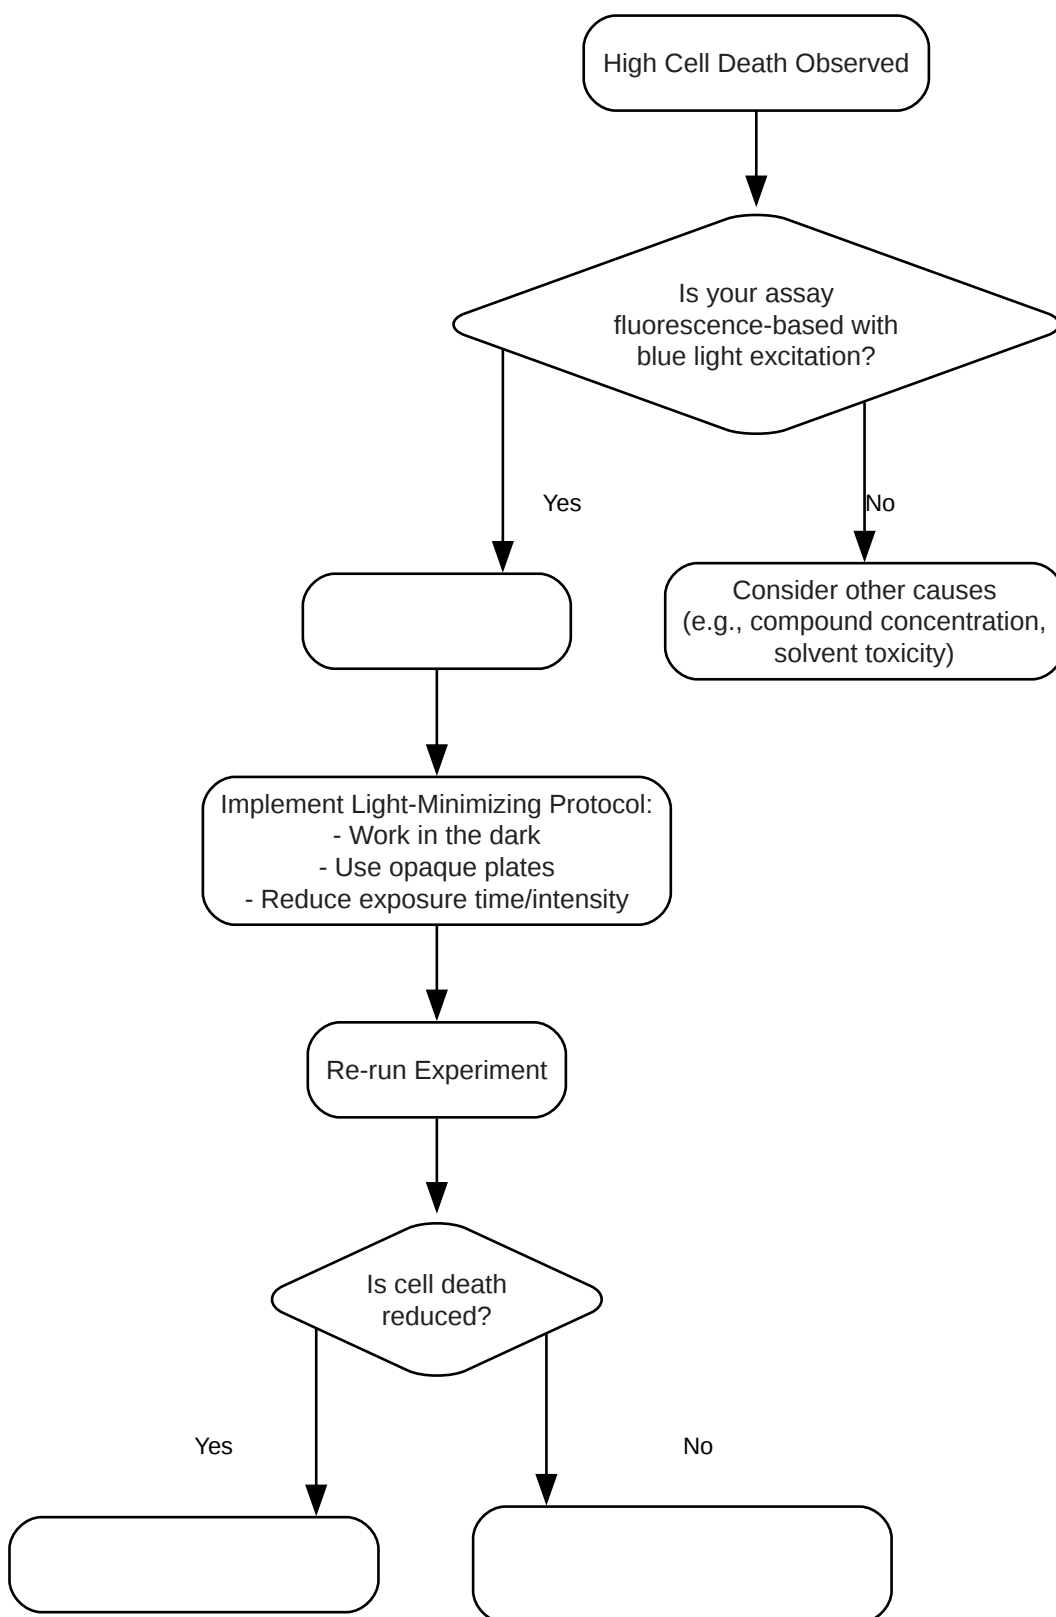 High Cell Death Observed
Is your assay
fluorescence-based with
blue light excitation?
Yes
No
Consider other causes
(e.g., compound concentration,
solvent toxicity)
Implement Light-Minimizing Protocol:
- Work in the dark
- Use opaque plates
- Reduce exposure time/intensity
Re-run Experiment
Is cell death
reduced?
Yes
No